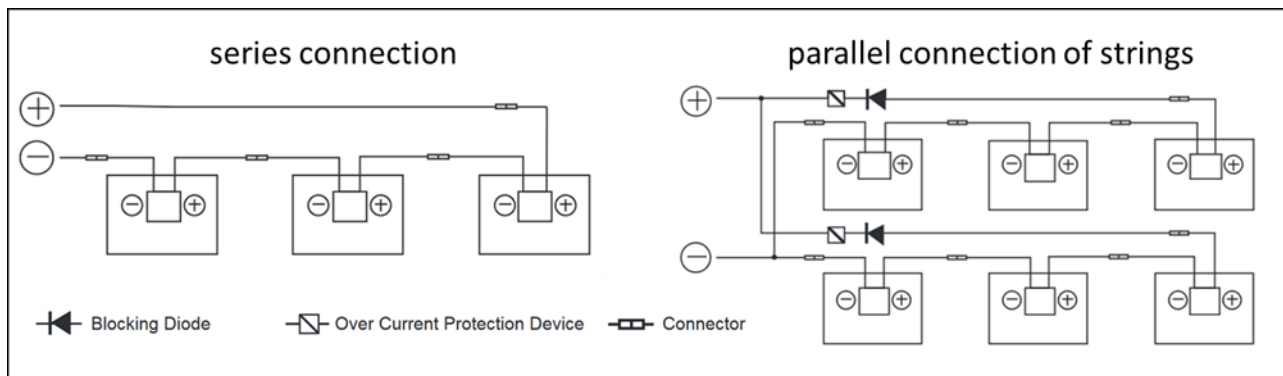 series connection
parallel connection of strings
+
−
− +
− +
− +
+
−
− +
− +
− +
− +
− +
− +
Blocking Diode
Over Current Protection Device
Connector